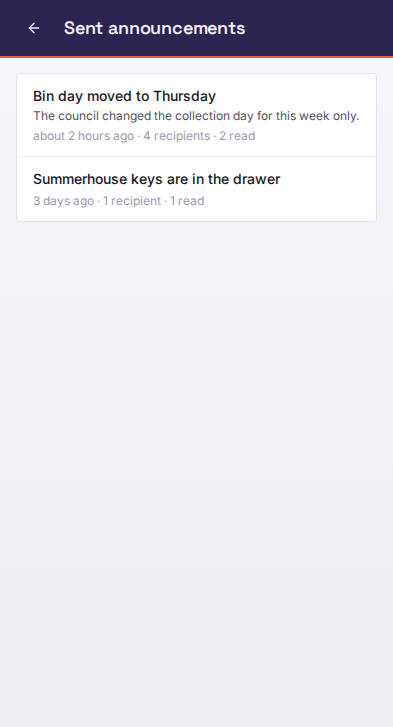 Sent announcements
Bin day moved to Thursday
The council changed the collection day for this week only.
about 2 hours ago · 4 recipients · 2 read
Summerhouse keys are in the drawer
3 days ago · 1 recipient · 1 read